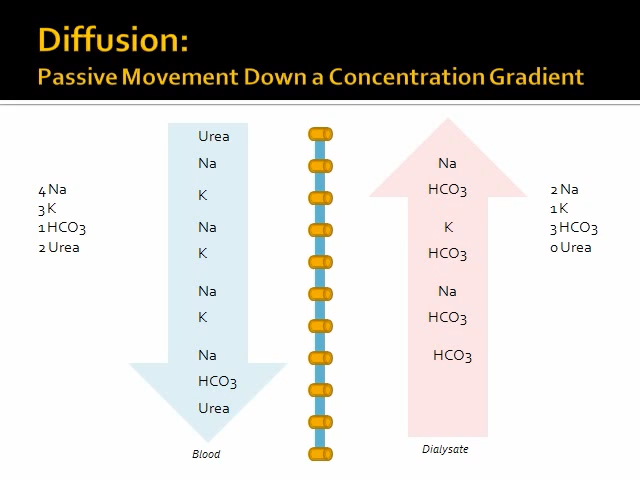 Diffusion:
Passive Movement Down a Concentration Gradient
4 Na
3 K
1 HCO3
2 Urea
Urea
Na
K
Na
K
Na
K
Na
HCO3
Urea
Blood
Na
HCO3
K
HCO3
Na
HCO3
HCO3
Dialysate
2 Na
1 K
3 HCO3
0 Urea